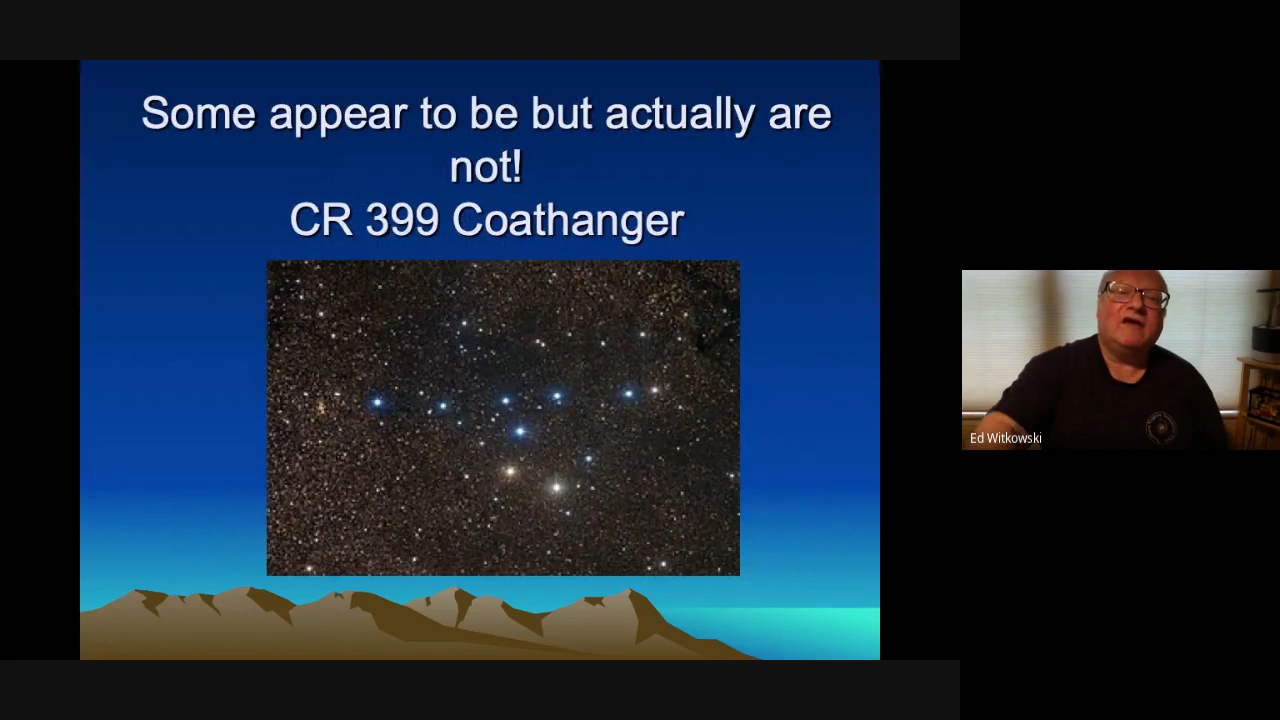 Some appear to be but actually are
not!
CR 399 Coathanger
Ed Witkowski